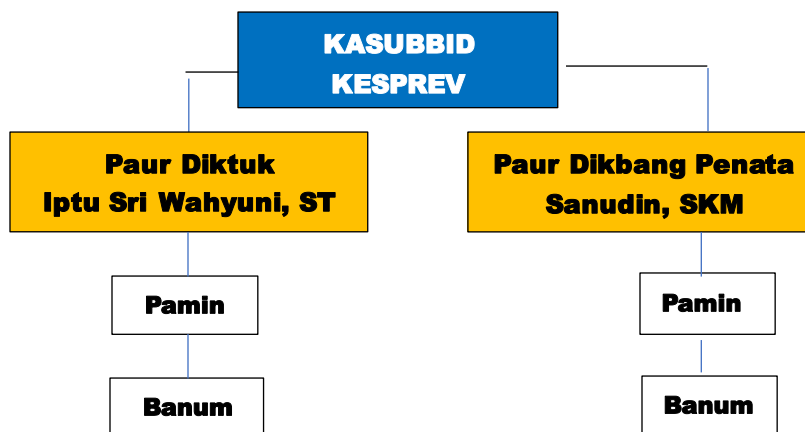 KASUBBID
KESPREV
Paur Diktuk
Iptu Sri Wahyuni, ST
Paur Dikbang Penata
Sanudin, SKM
Pamin
Pamin
Banum
Banum